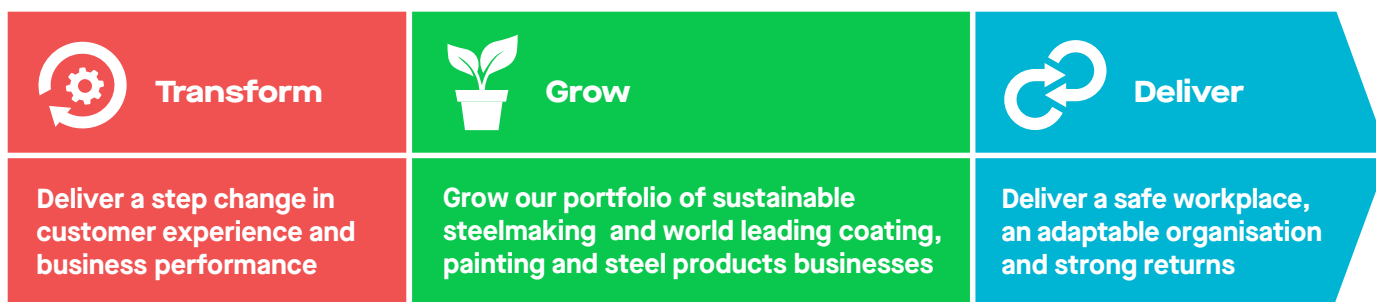 Transform
Deliver a step change in
customer experience and
business performance
Grow
Grow our portfolio of sustainable
steelmaking  and world leading coating,
painting and steel products businesses
Deliver
Deliver a safe workplace,
an adaptable organisation
and strong returns